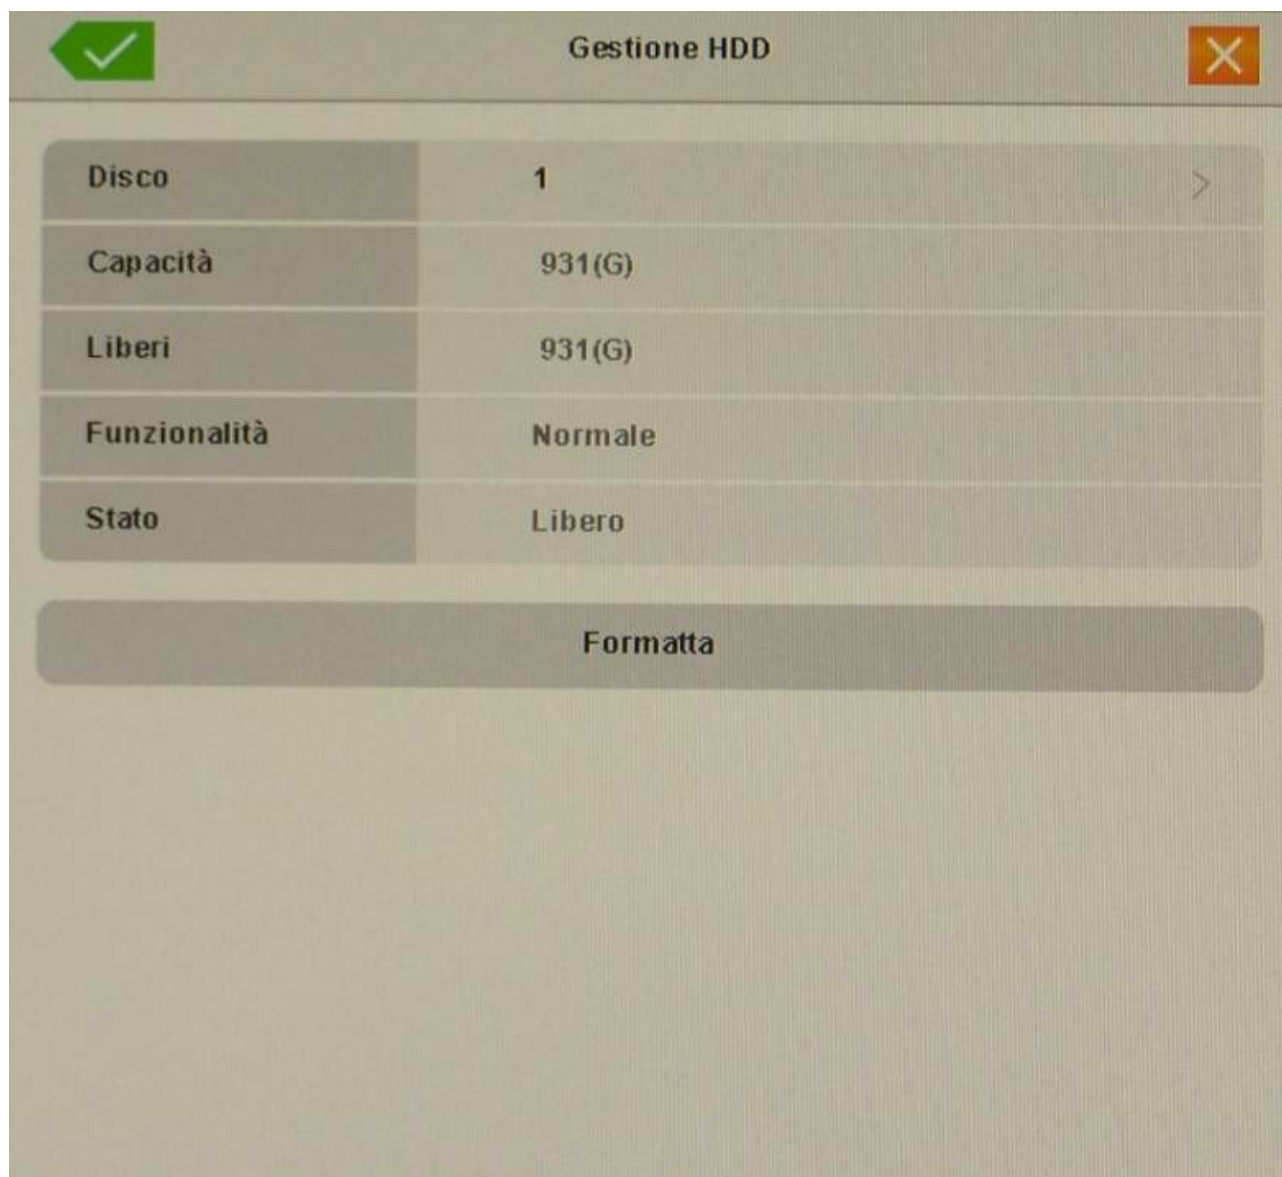 Gestione HDD
Disco 1
Capacità 931(G)
Liberi 931(G)
Funzionalità Normale
Stato Libero
Formatta